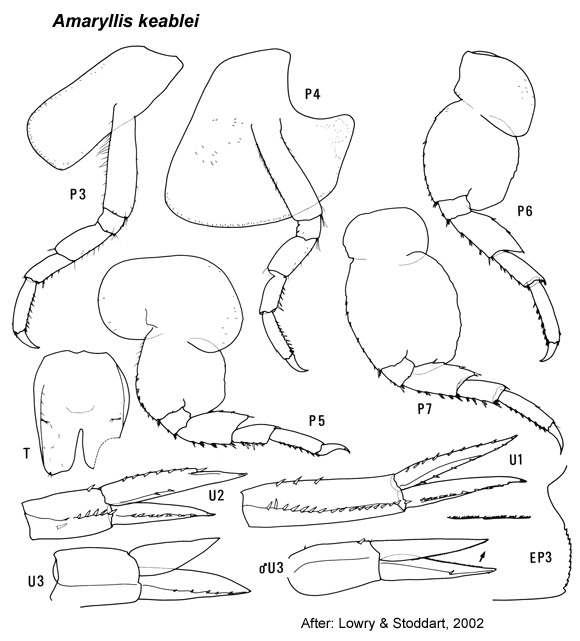 Amaryllis keablei
P4
P3
P6
P5
P7
T
U1
U2
EP3
U3
♂U3
After: Lowry & Stoddart, 2002